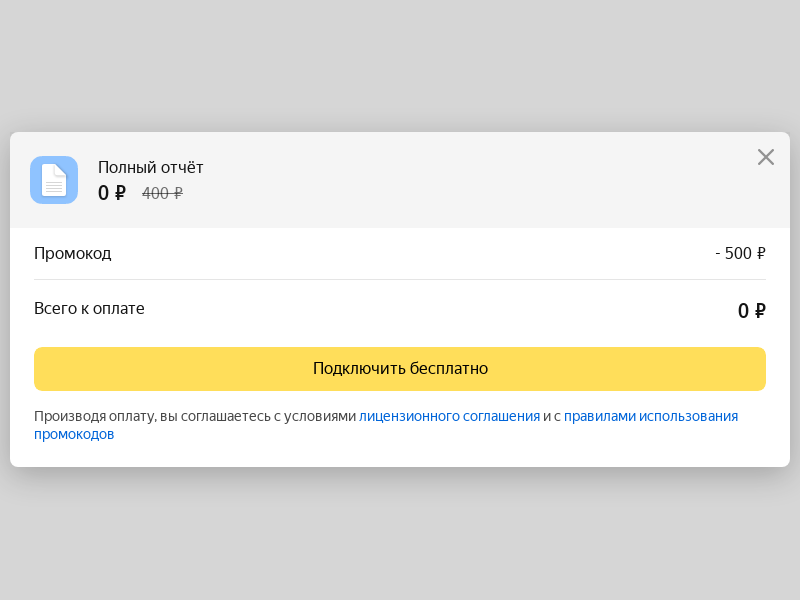 Полный отчёт
0 ₽ 400 ₽
Промокод - 500 ₽
Всего к оплате 0 ₽
Подключить бесплатно
Производя оплату, вы соглашаетесь с условиями лицензионного соглашения и с правилами использования
промокодов